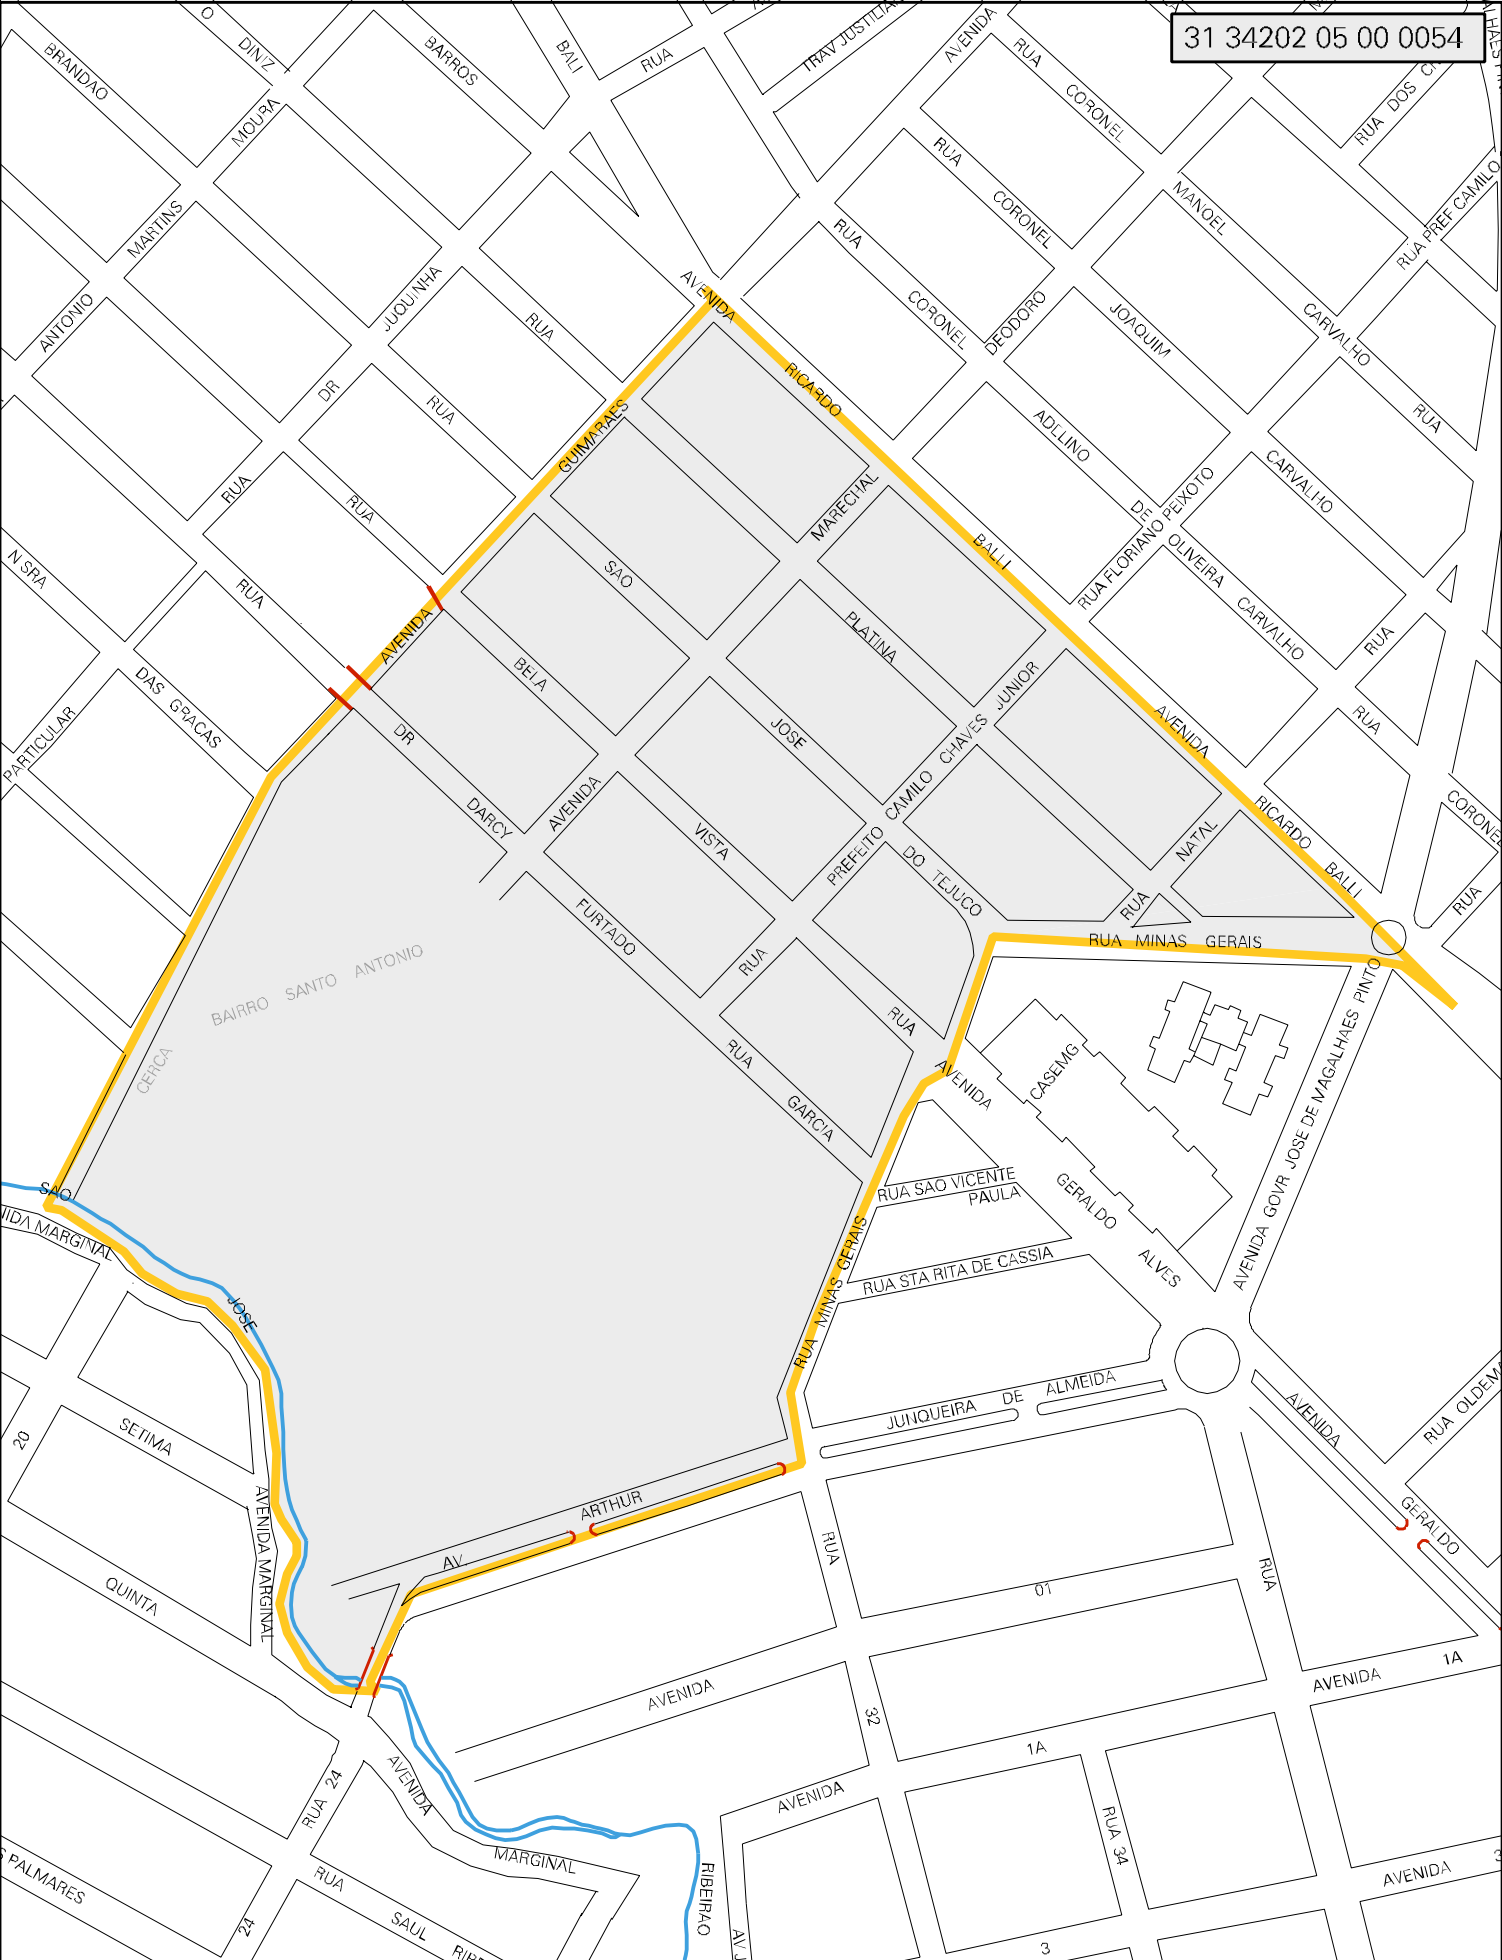 31 34202 05 00 0054
O
DINIZ
BARROS
BALI
RUA
TRAV JUSTILIA
AVENIDA
RUA
CORONEL
RUA DOS
BRANDAO
MOURA
MARTINS
ANTONIO
RUA
CORONEL
MANOEL
CARVALHO
RUA
RUA PREF CAMILO
RUA
CORONEL
DEODORO
JOAQUIM
JUQUINHA
DR
RUA
RUA
RUA
RUA
RUA
AVENIDA
RICARDO
BALLI
AVENIDA
RICARDO
BALLI
ADELINO
DE
OLIVEIRA
CARVALHO
CARVALHO
RUA FLORIANO PEIXOTO
RUA
RUA
CORONEL
RUA
GUIMARAES
AVENIDA
N SRA
DAS GRACAS
PARTICULAR
SAO
MARECHAL
PLATINA
BELA
JOSE
PREFEITO CAMILO CHAVES JUNIOR
DR
DARCY
AVENIDA
VISTA
DO TEJUCO
NATAL
RUA
FURTADO
RUA
RUA
RUA
GARCIA
RUA MINAS GERAIS
BAIRRO SANTO ANTONIO
CERCA
AVENIDA
GERALDO
ALVES
CASEMG
AVENIDA GOVR JOSE DE MAGALHAES PINTO
RUA SAO VICENTE
PAULA
RUA STA RITA DE CASSIA
RUA MINAS GERAIS
SAO
JOSE
NIDA MARGINAL
JUNQUEIRA DE ALMEIDA
AVENIDA
GERALDO
RUA OLDEMA
20
SETIMA
AVENIDA MARGINAL
QUINTA
ARTHUR
AV
RUA
01
RUA
AVENIDA
32
AVENIDA 1A
1A
AVENIDA
RUA 24
AVENIDA
MARGINAL
RUA 34
AVENIDA 3
S PALMARES
24
RUA
SAUL
RIBEIRAO
AV J
3